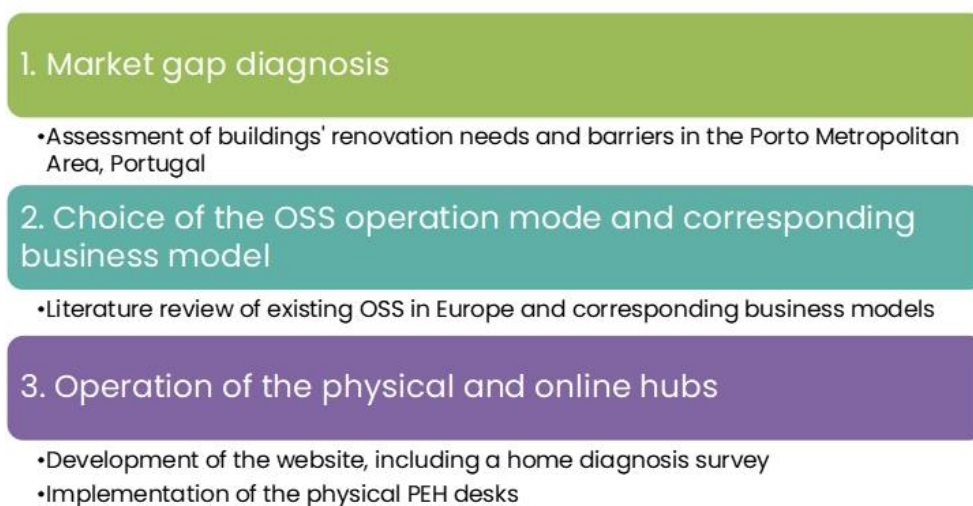 1. Market gap diagnosis
•Assessment of buildings' renovation needs and barriers in the Porto Metropolitan
Area, Portugal
2. Choice of the OSS operation mode and corresponding
business model
•Literature review of existing OSS in Europe and corresponding business models
3. Operation of the physical and online hubs
•Development of the website, including a home diagnosis survey
•Implementation of the physical PEH desks